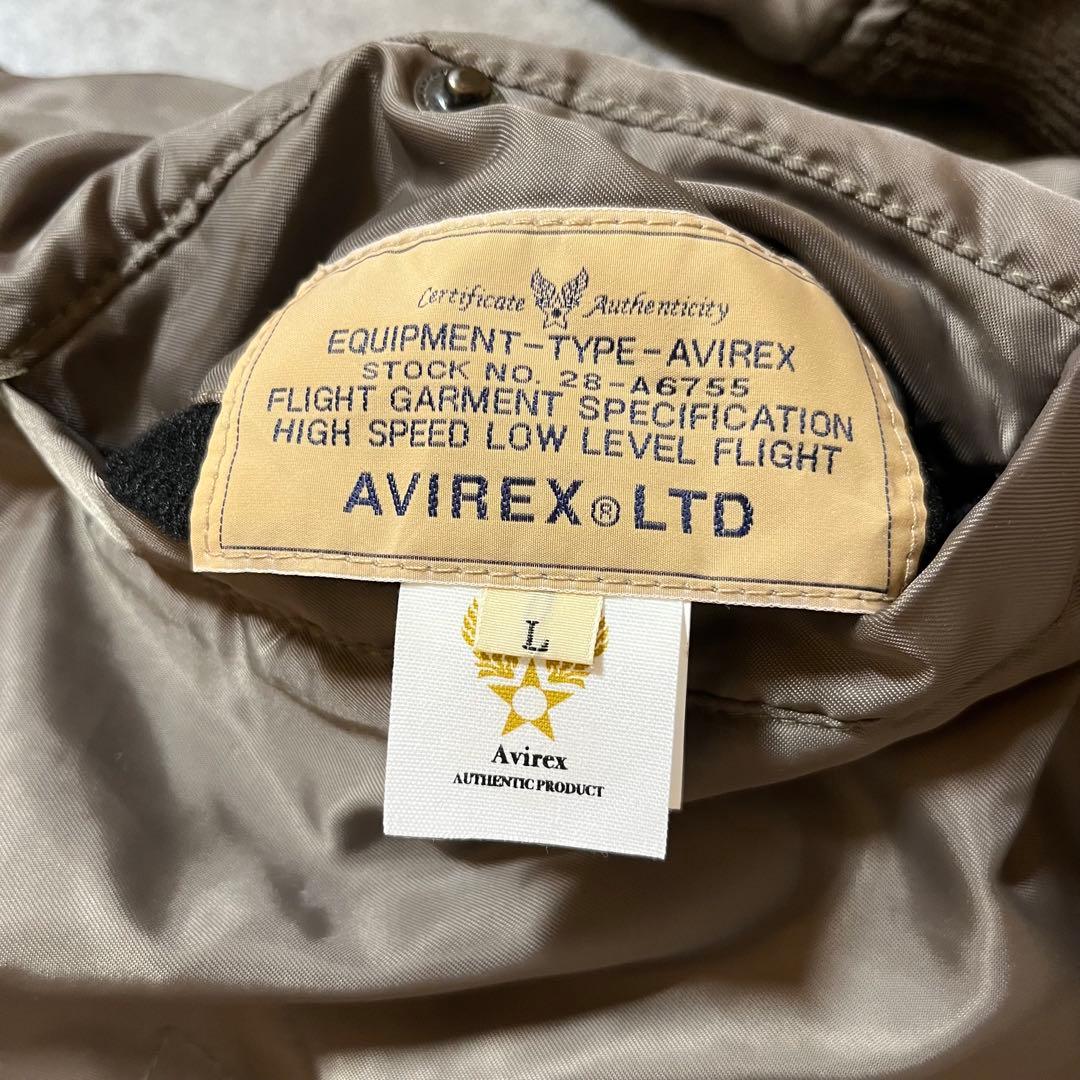 Certificate Authenticity
EQUIPMENT-TYPE-AVIREX
STOCK NO. 28-A6755
FLIGHT GARMENT SPECIFICATION
HIGH SPEED LOW LEVEL FLIGHT
AVIREX® LTD
L
Avirex
AUTHENTIC PRODUCT